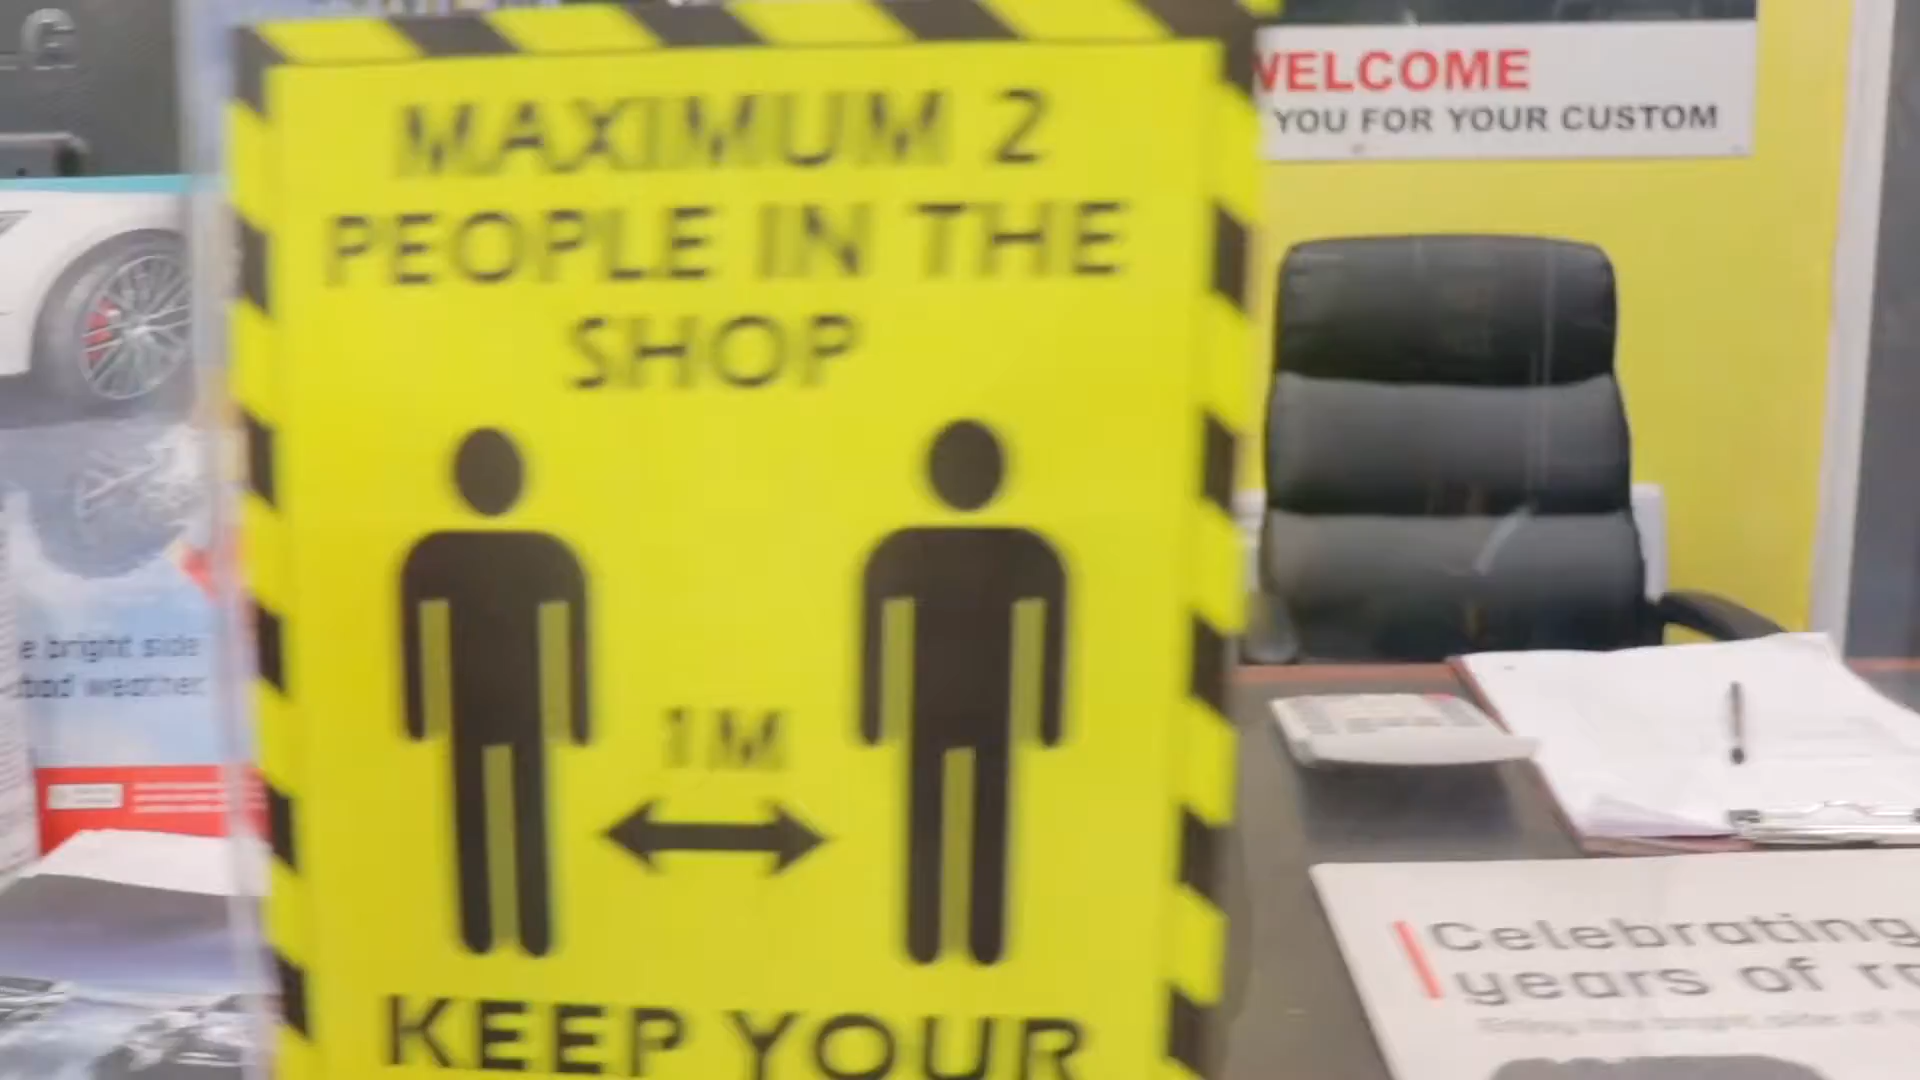 WELCOME
YOU FOR YOUR CUSTOM
MAXIMUM 2
PEOPLE IN THE
SHOP
1M
KEEP YOUR
e bright side
bad weather.
Celebrating
years of